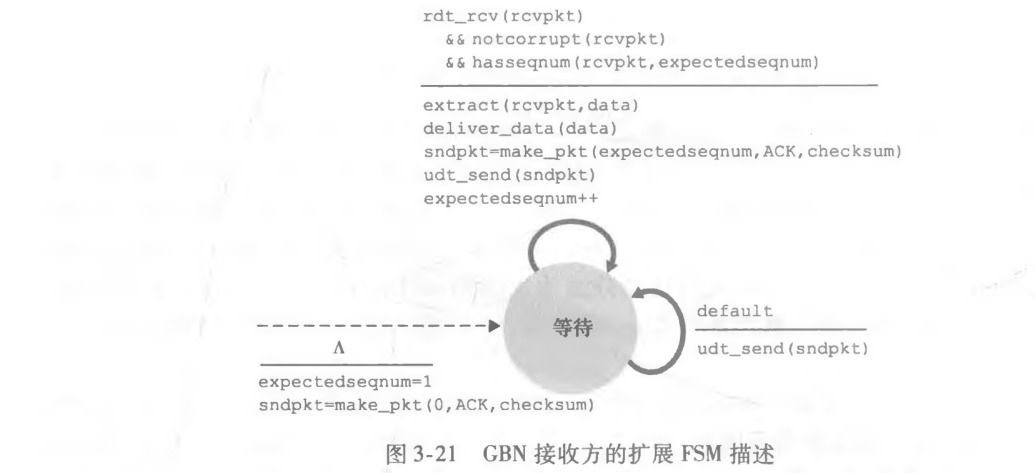 rdt_rcv(rcvpkt)
&& notcorrupt(rcvpkt)
&& hasseqnum(rcvpkt,expectedseqnum)
extract(rcvpkt,data)
deliver_data(data)
sndpkt=make_pkt(expectedseqnum,ACK,checksum)
udt_send(sndpkt)
expectedseqnum++
等待
default
udt_send(sndpkt)
Λ
expectedseqnum=1
sndpkt=make_pkt(0,ACK,checksum)
图 3-21 GBN 接收方的扩展 FSM 描述